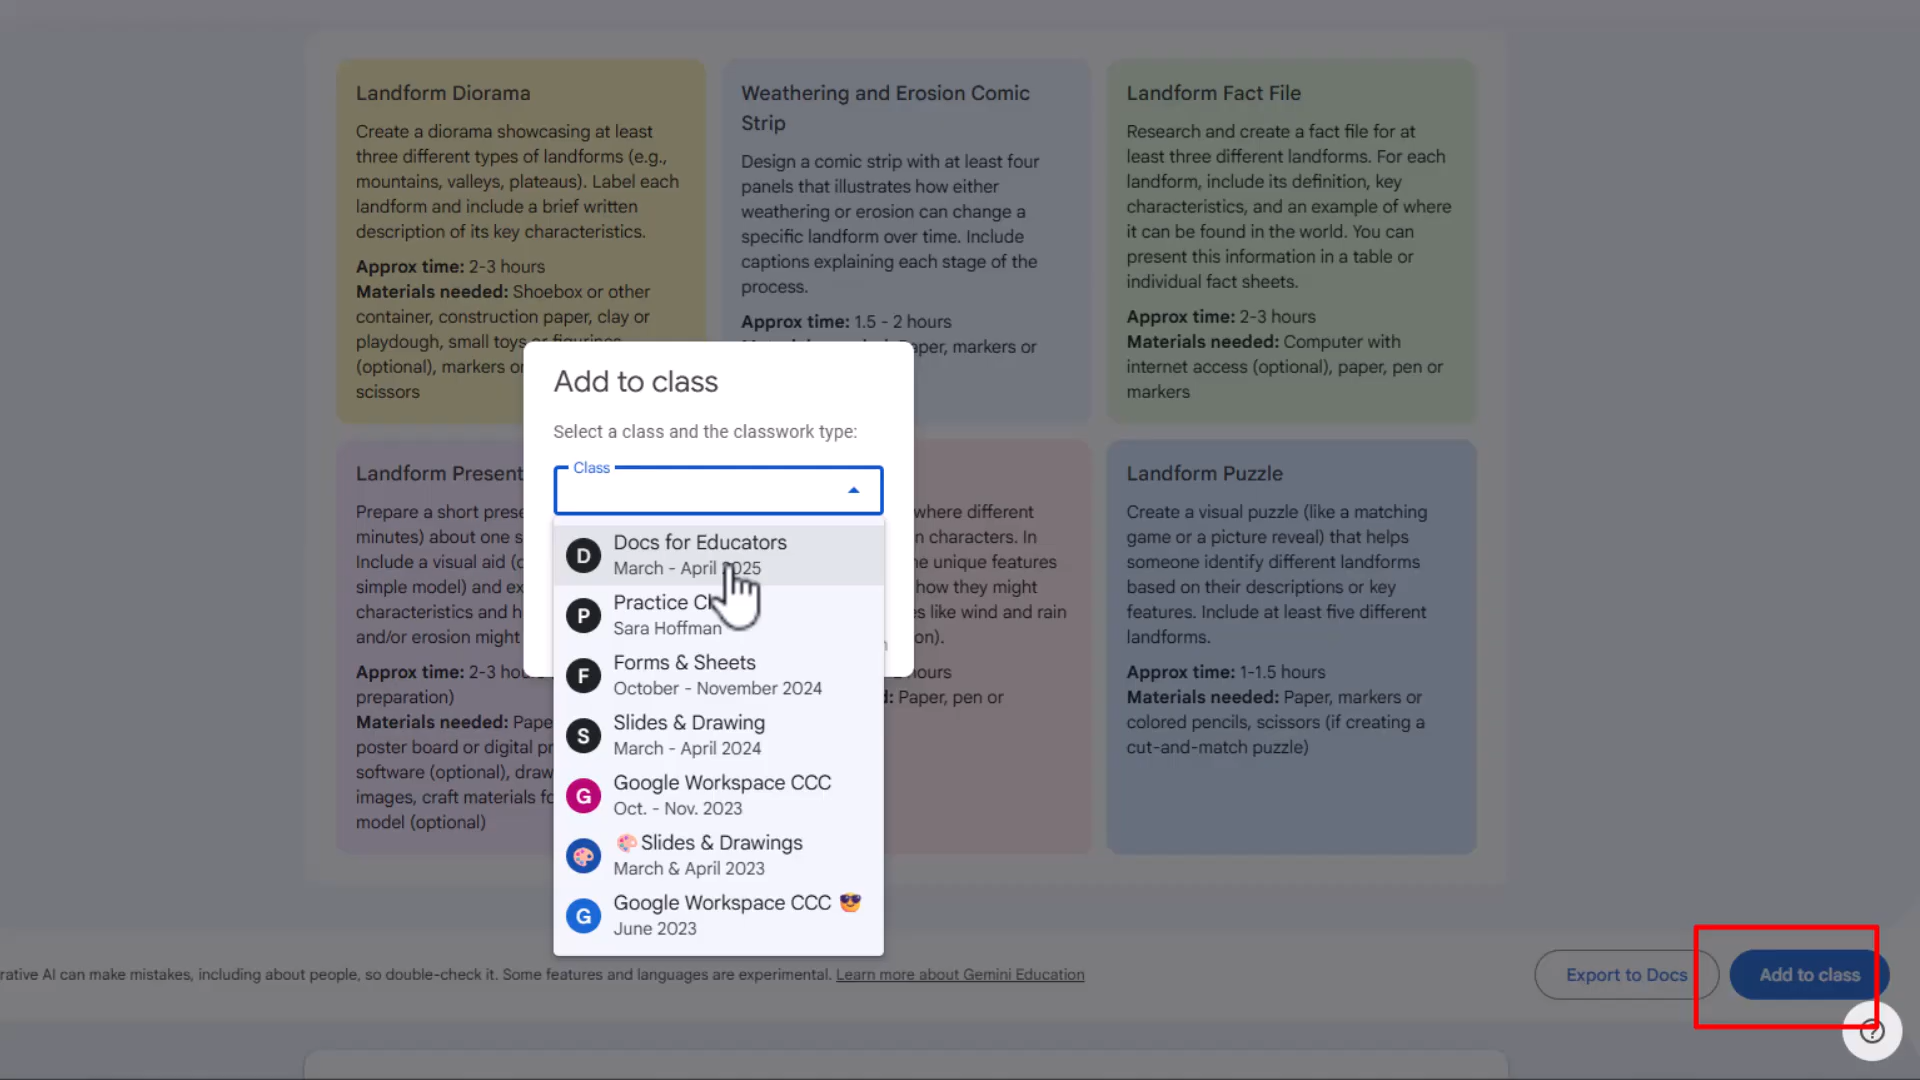 Landform Diorama
Create a diorama showcasing at least
three different types of landforms (e.g.,
mountains, valleys, plateaus). Label each
landform and include a brief written
description of its key characteristics.
Approx time: 2-3 hours
Materials needed: Shoebox or other
container, construction paper, clay or
playdough, small toys or figurines
(optional), markers or
scissors
Weathering and Erosion Comic
Strip
Design a comic strip with at least four
panels that illustrates how either
weathering or erosion can change a
specific landform over time. Include
captions explaining each stage of the
process.
Approx time: 1.5 - 2 hours
paper, markers or
Landform Fact File
Research and create a fact file for at
least three different landforms. For each
landform, include its definition, key
characteristics, and an example of where
it can be found in the world. You can
present this information in a table or
individual fact sheets.
Approx time: 2-3 hours
Materials needed: Computer with
internet access (optional), paper, pen or
markers
Add to class
Select a class and the classwork type:
Class
D
Docs for Educators
March - April 2025
P
Practice
Sara Hoffman
F
Forms & Sheets
October - November 2024
S
Slides & Drawing
March - April 2024
G
Google Workspace CCC
Oct. - Nov. 2023
🎨Slides & Drawings
March & April 2023
G
Google Workspace CCC 😎
June 2023
Landform Present
Prepare a short prese
minutes) about one s
Include a visual aid (
simple model) and ex
characteristics and h
and/or erosion might
Approx time: 2-3 hou
preparation)
Materials needed: Pape
poster board or digital pr
software (optional), draw
images, craft materials fo
model (optional)
where different
n characters. In
e unique features
how they might
s like wind and rain
on).
hours
: Paper, pen or
Landform Puzzle
Create a visual puzzle (like a matching
game or a picture reveal) that helps
someone identify different landforms
based on their descriptions or key
features. Include at least five different
landforms.
Approx time: 1-1.5 hours
Materials needed: Paper, markers or
colored pencils, scissors (if creating a
cut-and-match puzzle)
rative AI can make mistakes, including about people, so double-check it. Some features and languages are experimental. Learn more about Gemini Education
Export to Docs
Add to class
?